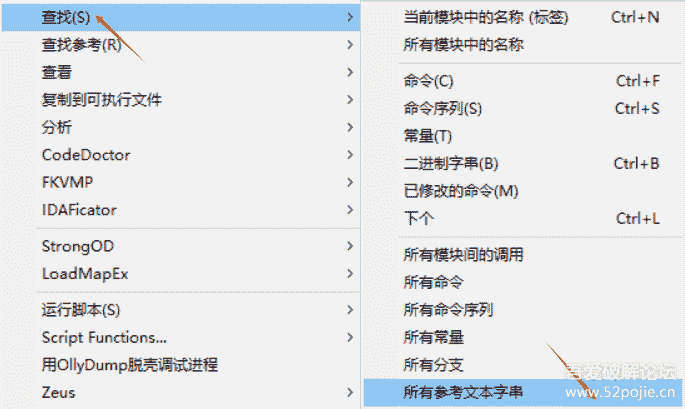 查找(S)
查找参考(R)
查看
复制到可执行文件
分析
CodeDoctor
FKVMP
IDAFicator
StrongOD
LoadMapEx
运行脚本(S)
Script Functions...
用OllyDump脱壳调试进程
Zeus
当前模块中的名称 (标签) Ctrl+N
所有模块中的名称
命令(C) Ctrl+F
命令序列(S) Ctrl+S
常量(T)
二进制字串(B) Ctrl+B
已修改的命令(M)
下个 Ctrl+L
所有模块间的调用
所有命令
所有命令序列
所有常量
所有分支
所有参考文本字串
吾爱破解论坛
www.52pojie.cn